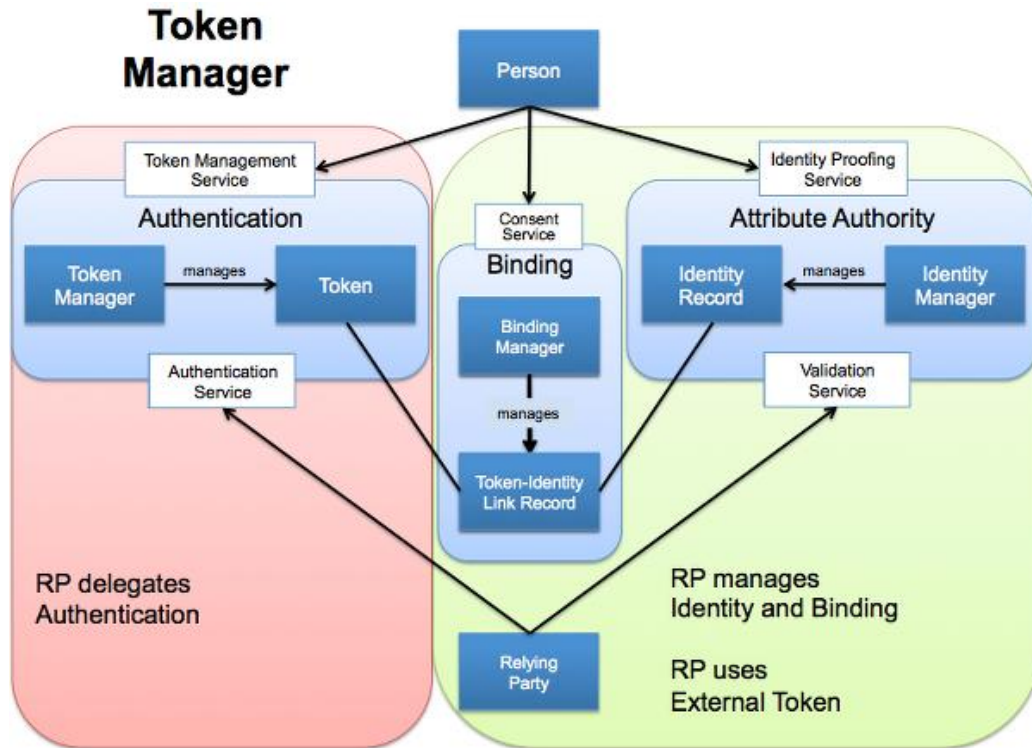 Token
Manager
Person
Token Management
Service
Identity Proofing
Service
Authentication
Consent
Service
Attribute Authority
Binding
Token
Manager
manages
Token
Identity
Record
manages
Identity
Manager
Binding
Manager
Authentication
Service
Validation
Service
manages
Token-Identity
Link Record
RP delegates
Authentication
RP manages
Identity and Binding
Relying
Party
RP uses
External Token